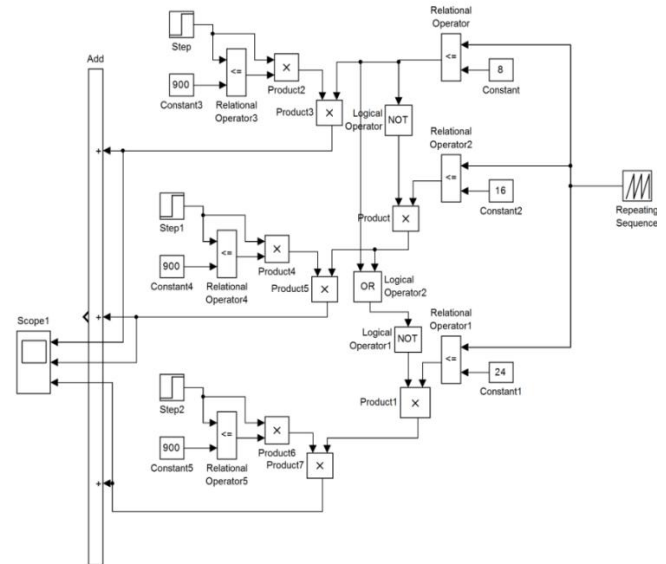 Step
Add
900
Constant3
<=
Relational
Operator3
×
Product2
Product3
×
Logical
Operator
NOT
Relational
Operator
<=
8
Constant
Relational
Operator2
<=
16
Constant2
Repeating
Sequence
Product
×
+
Step1
900
Constant4
<=
Relational
Operator4
×
Product4
Product5
×
OR
Logical
Operator2
Logical
Operator1
NOT
Relational
Operator1
<=
24
Constant1
Product1
×
+
Scope1
Step2
900
Constant5
<=
Relational
Operator5
×
Product6
Product7
×
+